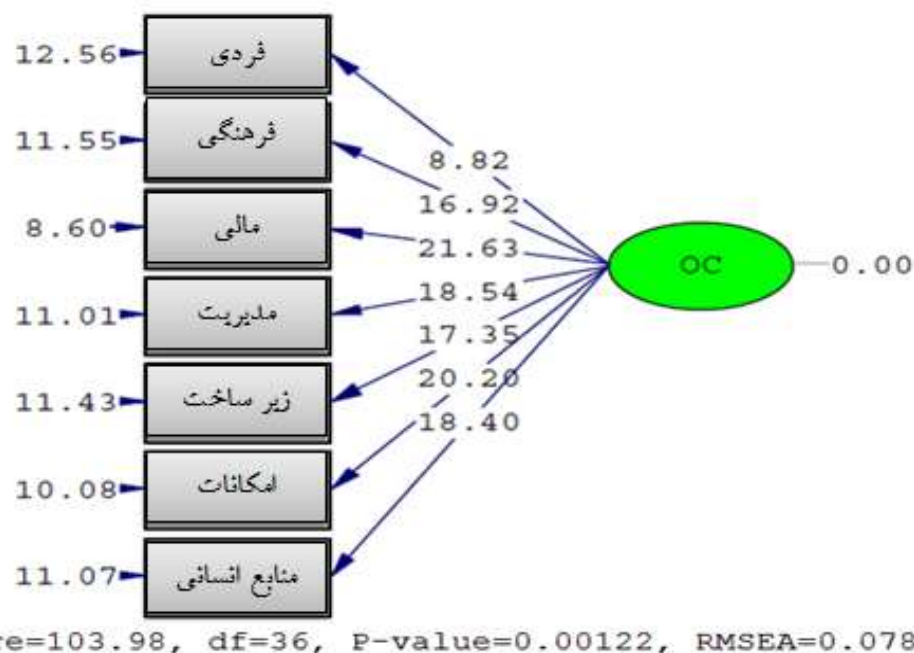 12.56 فردی
8.82
11.55 فرهنگی
16.92
8.60 مالی
21.63
OC 0.00
18.54
11.01 مدیریت
17.35
11.43 زیر ساخت
20.20
18.40
10.08 امکانات
11.07 منابع انسانی
re=103.98, df=36, P-value=0.00122, RMSEA=0.078